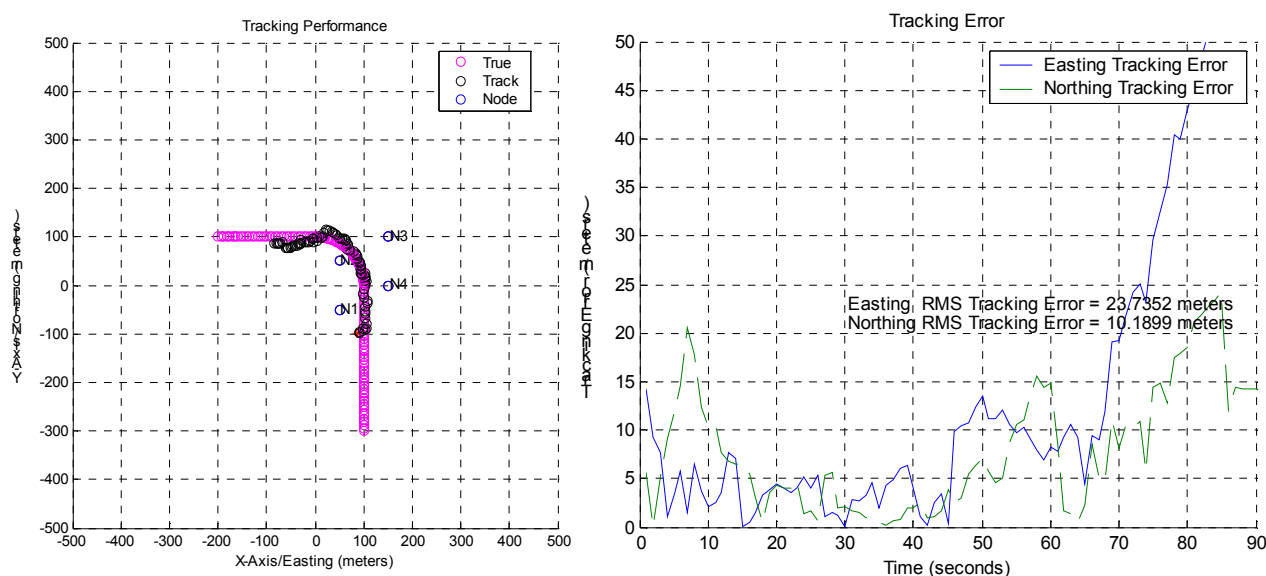 Tracking Performance
500
400
300
200
100
0
-100
-200
-300
-400
-500
True
Track
Node
N3
N4
N1
-500 -400 -300 -200 -100 0 100 200 300 400 500
X-Axis/Easting (meters)
Tracking Error
50
45
40
35
30
25
20
15
10
5
0
Easting Tracking Error
Northing Tracking Error
Easting RMS Tracking Error = 23.7352 meters
Northing RMS Tracking Error = 10.1899 meters
0 10 20 30 40 50 60 70 80 90
Time (seconds)